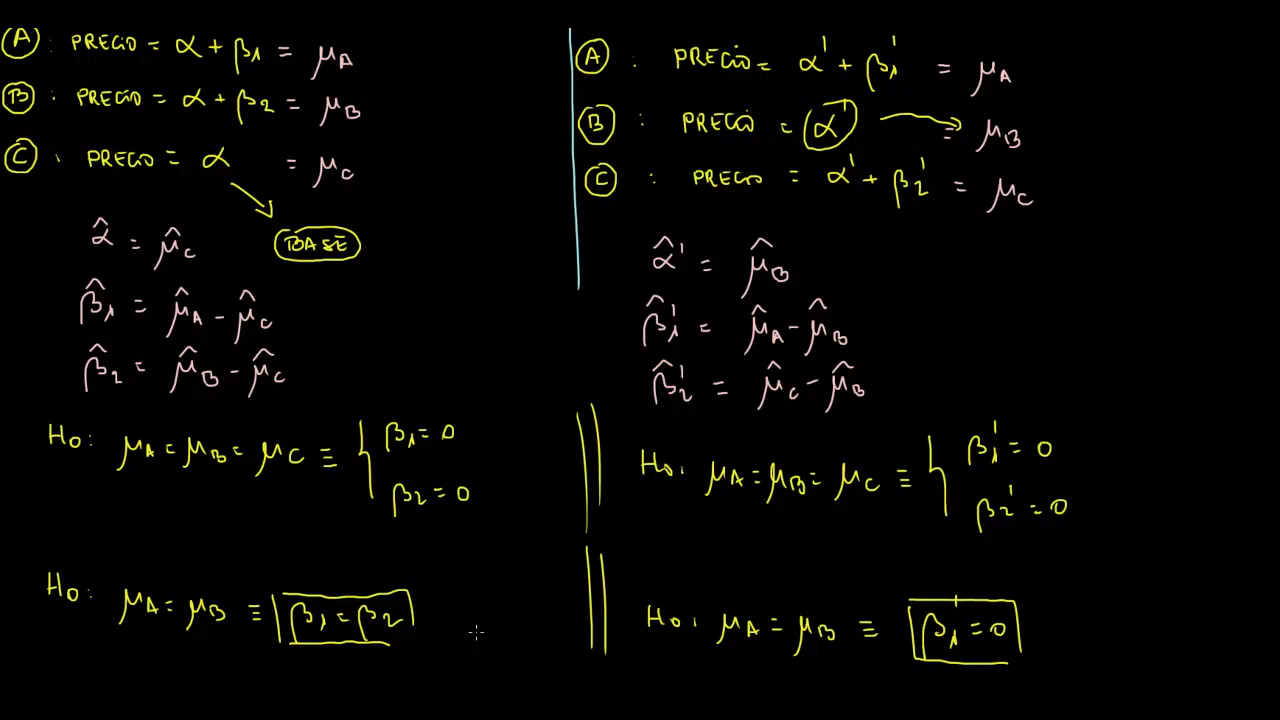 A : PRECIO = α + β1 = μA
B : PRECIO = α + β2 = μB
C : PRECIO = α = μC
BASE
α̂ = μ̂C
β̂1 = μ̂A - μ̂C
β̂2 = μ̂B - μ̂C
H0: μA = μB = μC ≡ { β1 = 0
β2 = 0
H0: μA = μB ≡ β1 = β2
A : PRECIO = α' + β1' = μA
B : PRECIO = α' = μB
C : PRECIO = α' + β2' = μC
α̂' = μ̂B
β̂1' = μ̂A - μ̂B
β̂2' = μ̂C - μ̂B
H0: μA = μB = μC ≡ { β1' = 0
β2' = 0
H0: μA = μB ≡ β1' = 0